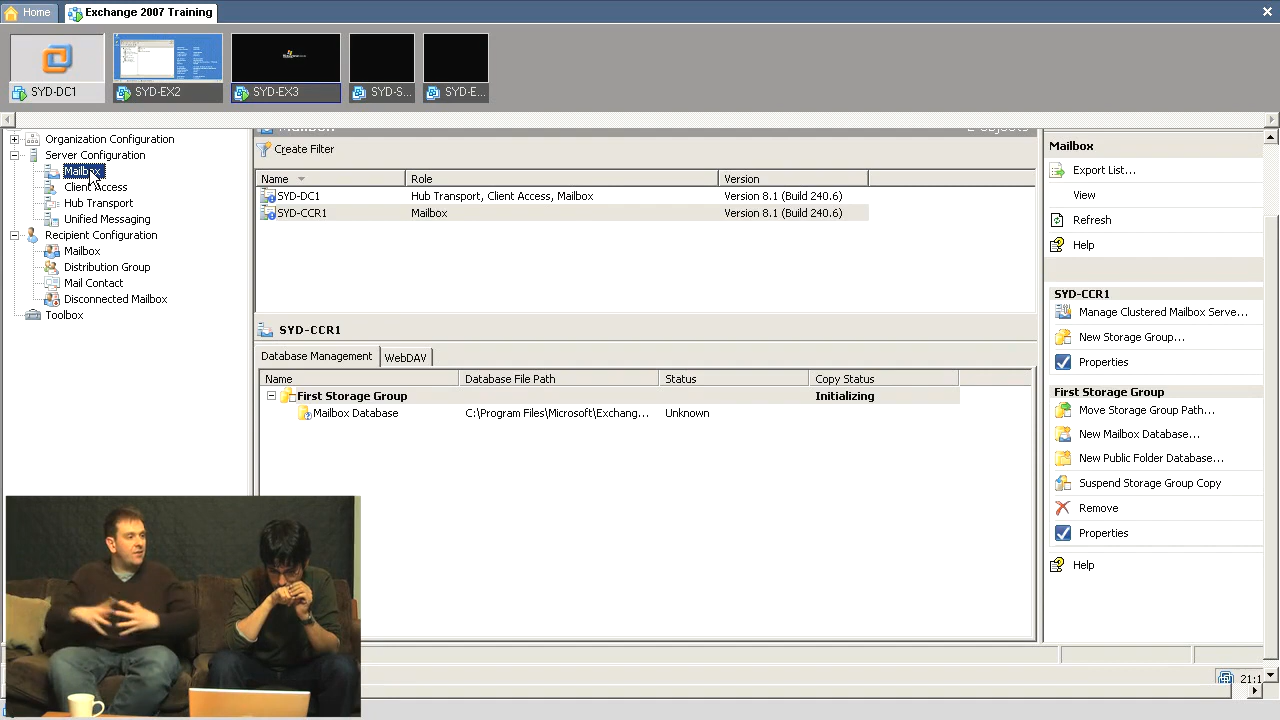 Home
Exchange 2007 Training
SYD-DC1
SYD-EX2
SYD-EX3
SYD-S...
SYD-E...
Organization Configuration
Server Configuration
Mailbox
Client Access
Hub Transport
Unified Messaging
Recipient Configuration
Mailbox
Distribution Group
Mail Contact
Disconnected Mailbox
Toolbox
Mailbox
2 Objects
Create Filter
Name Role Version
SYD-DC1 Hub Transport, Client Access, Mailbox Version 8.1 (Build 240.6)
SYD-CCR1 Mailbox Version 8.1 (Build 240.6)
SYD-CCR1
Database Management WebDAV
Name Database File Path Status Copy Status
First Storage Group Initializing
Mailbox Database C:\Program Files\Microsoft\Exchang... Unknown
Mailbox
Export List...
View
Refresh
Help
SYD-CCR1
Manage Clustered Mailbox Serve...
New Storage Group...
Properties
First Storage Group
Move Storage Group Path...
New Mailbox Database...
New Public Folder Database...
Suspend Storage Group Copy
Remove
Properties
Help